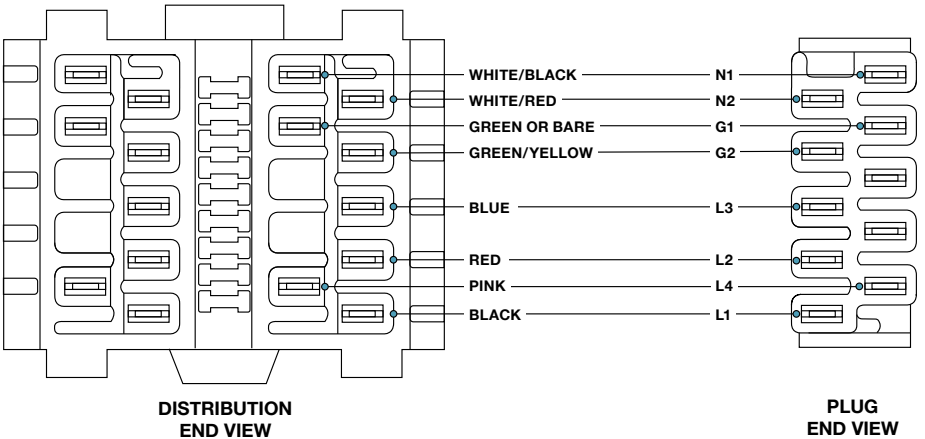 WHITE/BLACK N1
WHITE/RED N2
GREEN OR BARE G1
GREEN/YELLOW G2
BLUE L3
RED L2
PINK L4
BLACK L1
DISTRIBUTION
END VIEW
PLUG
END VIEW